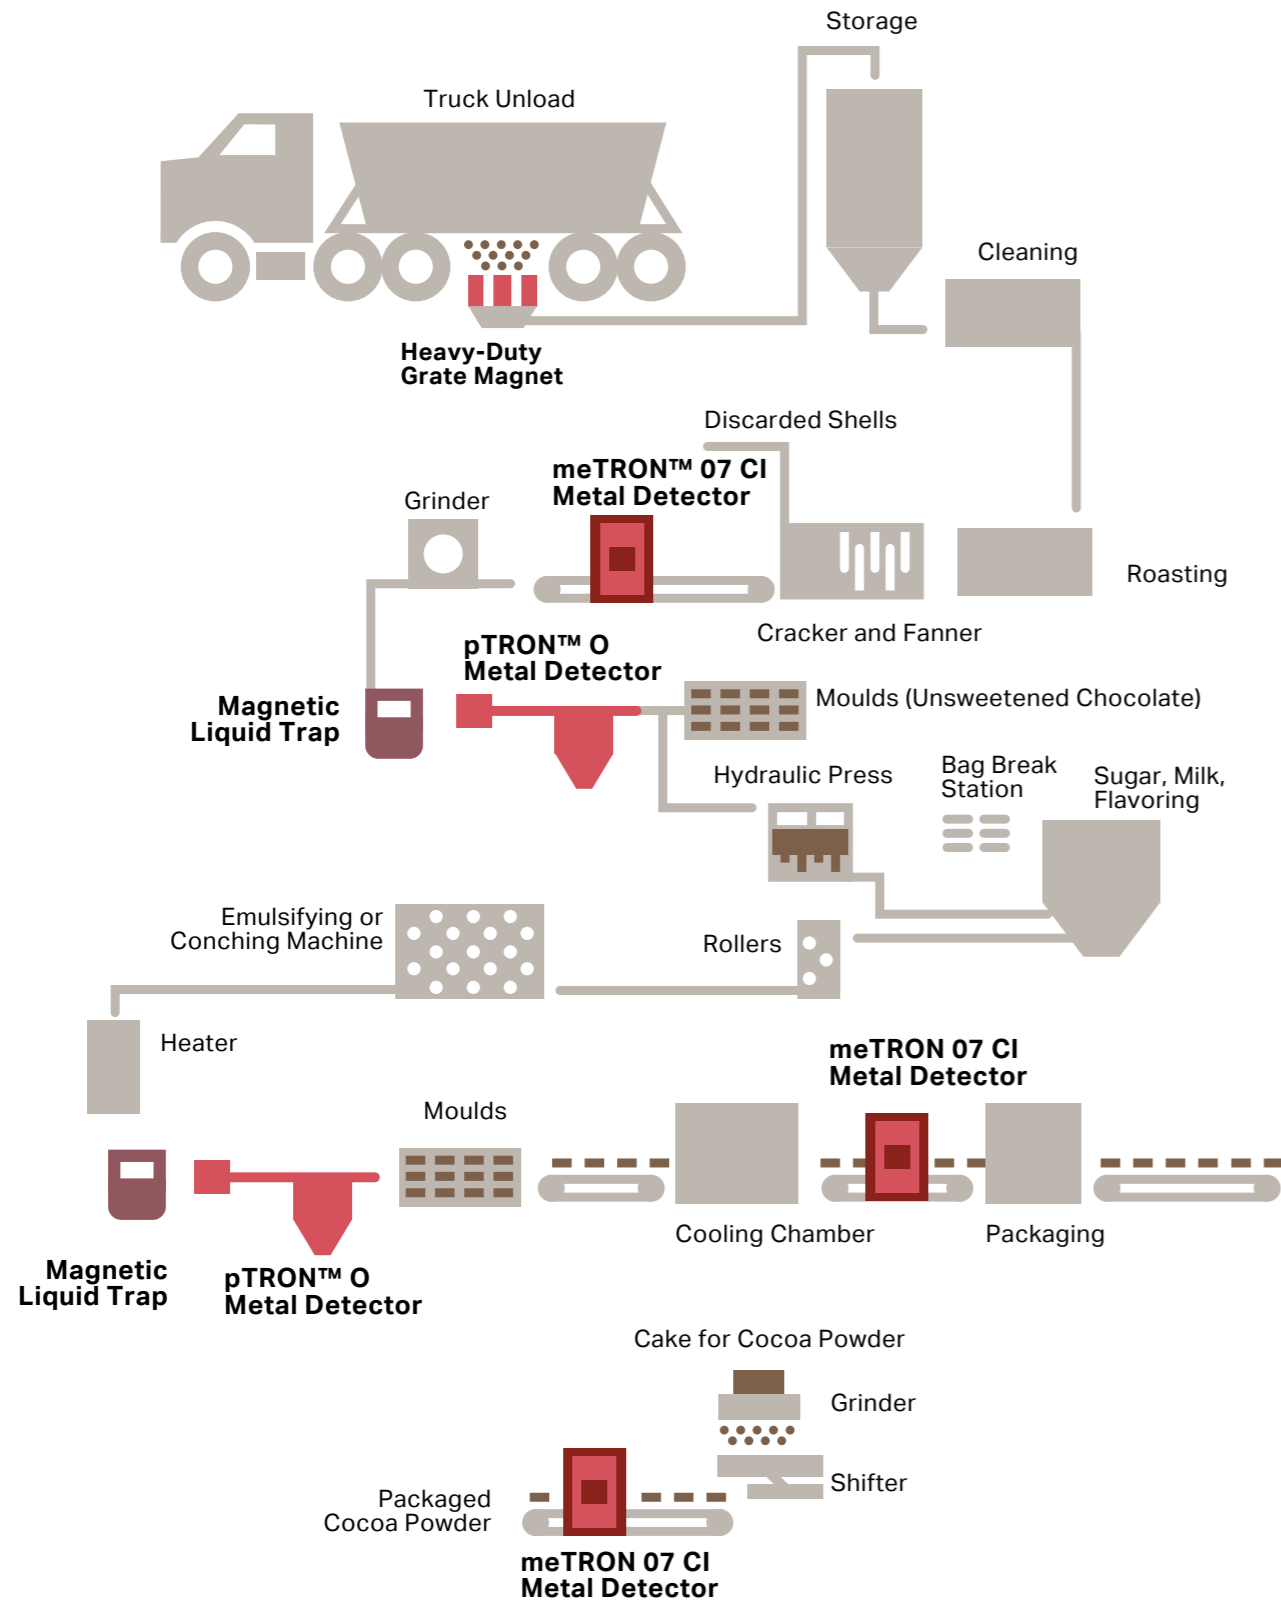 Storage
Truck Unload
Cleaning
Heavy-Duty
Grate Magnet
Discarded Shells
meTRON™ 07 CI
Metal Detector
Grinder
Roasting
Cracker and Fanner
pTRON™ O
Metal Detector
Magnetic
Liquid Trap
Moulds (Unsweetened Chocolate)
Hydraulic Press
Bag Break
Station
Sugar, Milk,
Flavoring
Emulsifying or
Conching Machine
Rollers
Heater
meTRON 07 CI
Metal Detector
Moulds
Cooling Chamber
Packaging
Magnetic
Liquid Trap
pTRON™ O
Metal Detector
Cake for Cocoa Powder
Grinder
Shifter
Packaged
Cocoa Powder
meTRON 07 CI
Metal Detector